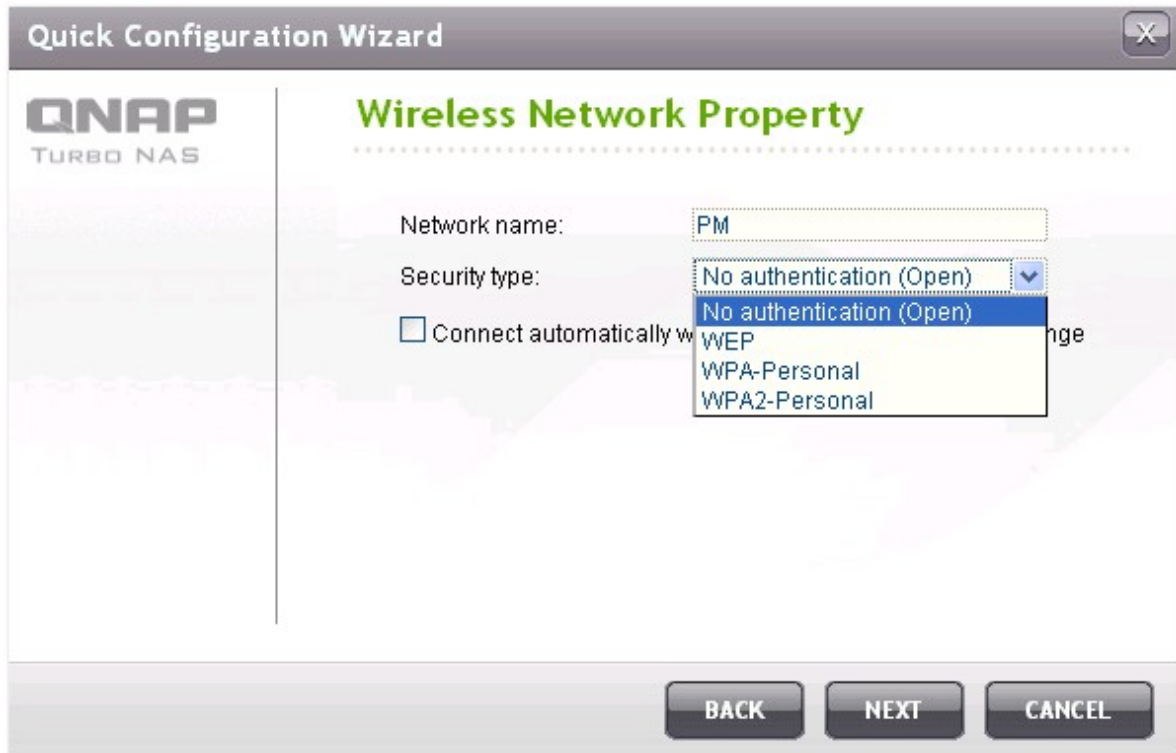 Quick Configuration Wizard
X
QNAP
TURBO NAS
Wireless Network Property
Network name: PM
Security type: No authentication (Open)
No authentication (Open)
Connect automatically w nge
WEP
WPA-Personal
WPA2-Personal
BACK NEXT CANCEL